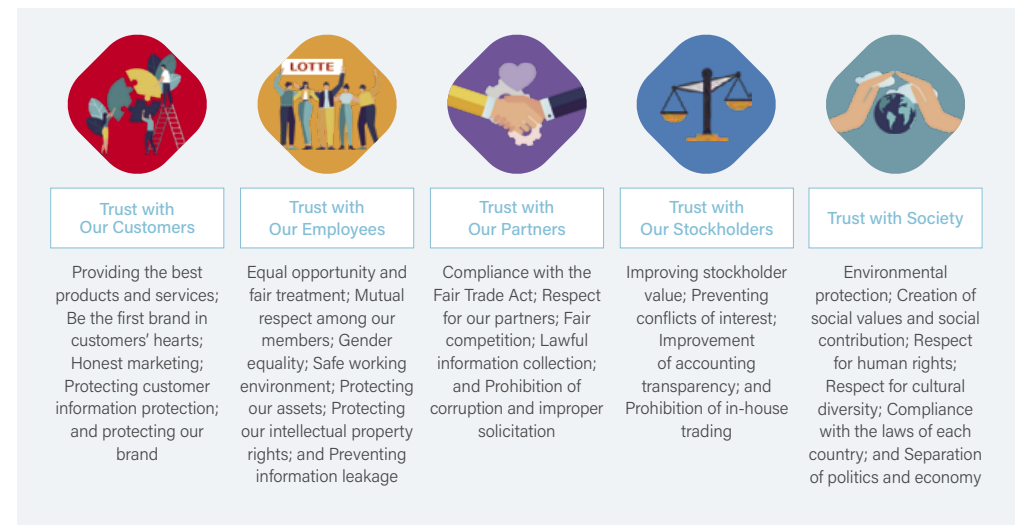 LOTTE
Trust with
Our Customers
Providing the best
products and services;
Be the first brand in
customers’ hearts;
Honest marketing;
Protecting customer
information protection;
and protecting our
brand
Trust with
Our Employees
Equal opportunity and
fair treatment; Mutual
respect among our
members; Gender
equality; Safe working
environment; Protecting
our assets; Protecting
our intellectual property
rights; and Preventing
information leakage
Trust with
Our Partners
Compliance with the
Fair Trade Act; Respect
for our partners; Fair
competition; Lawful
information collection;
and Prohibition of
corruption and improper
solicitation
Trust with
Our Stockholders
Improving stockholder
value; Preventing
conflicts of interest;
Improvement
of accounting
transparency; and
Prohibition of in-house
trading
Trust with Society
Environmental
protection; Creation of
social values and social
contribution; Respect
for human rights;
Respect for cultural
diversity; Compliance
with the laws of each
country; and Separation
of politics and economy